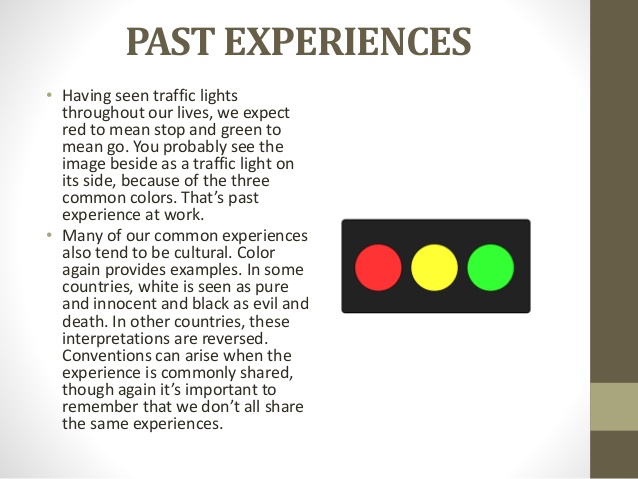 PAST EXPERIENCES
• Having seen traffic lights
throughout our lives, we expect
red to mean stop and green to
mean go. You probably see the
image beside as a traffic light on
its side, because of the three
common colors. That’s past
experience at work.
• Many of our common experiences
also tend to be cultural. Color
again provides examples. In some
countries, white is seen as pure
and innocent and black as evil and
death. In other countries, these
interpretations are reversed.
Conventions can arise when the
experience is commonly shared,
though again it’s important to
remember that we don’t all share
the same experiences.